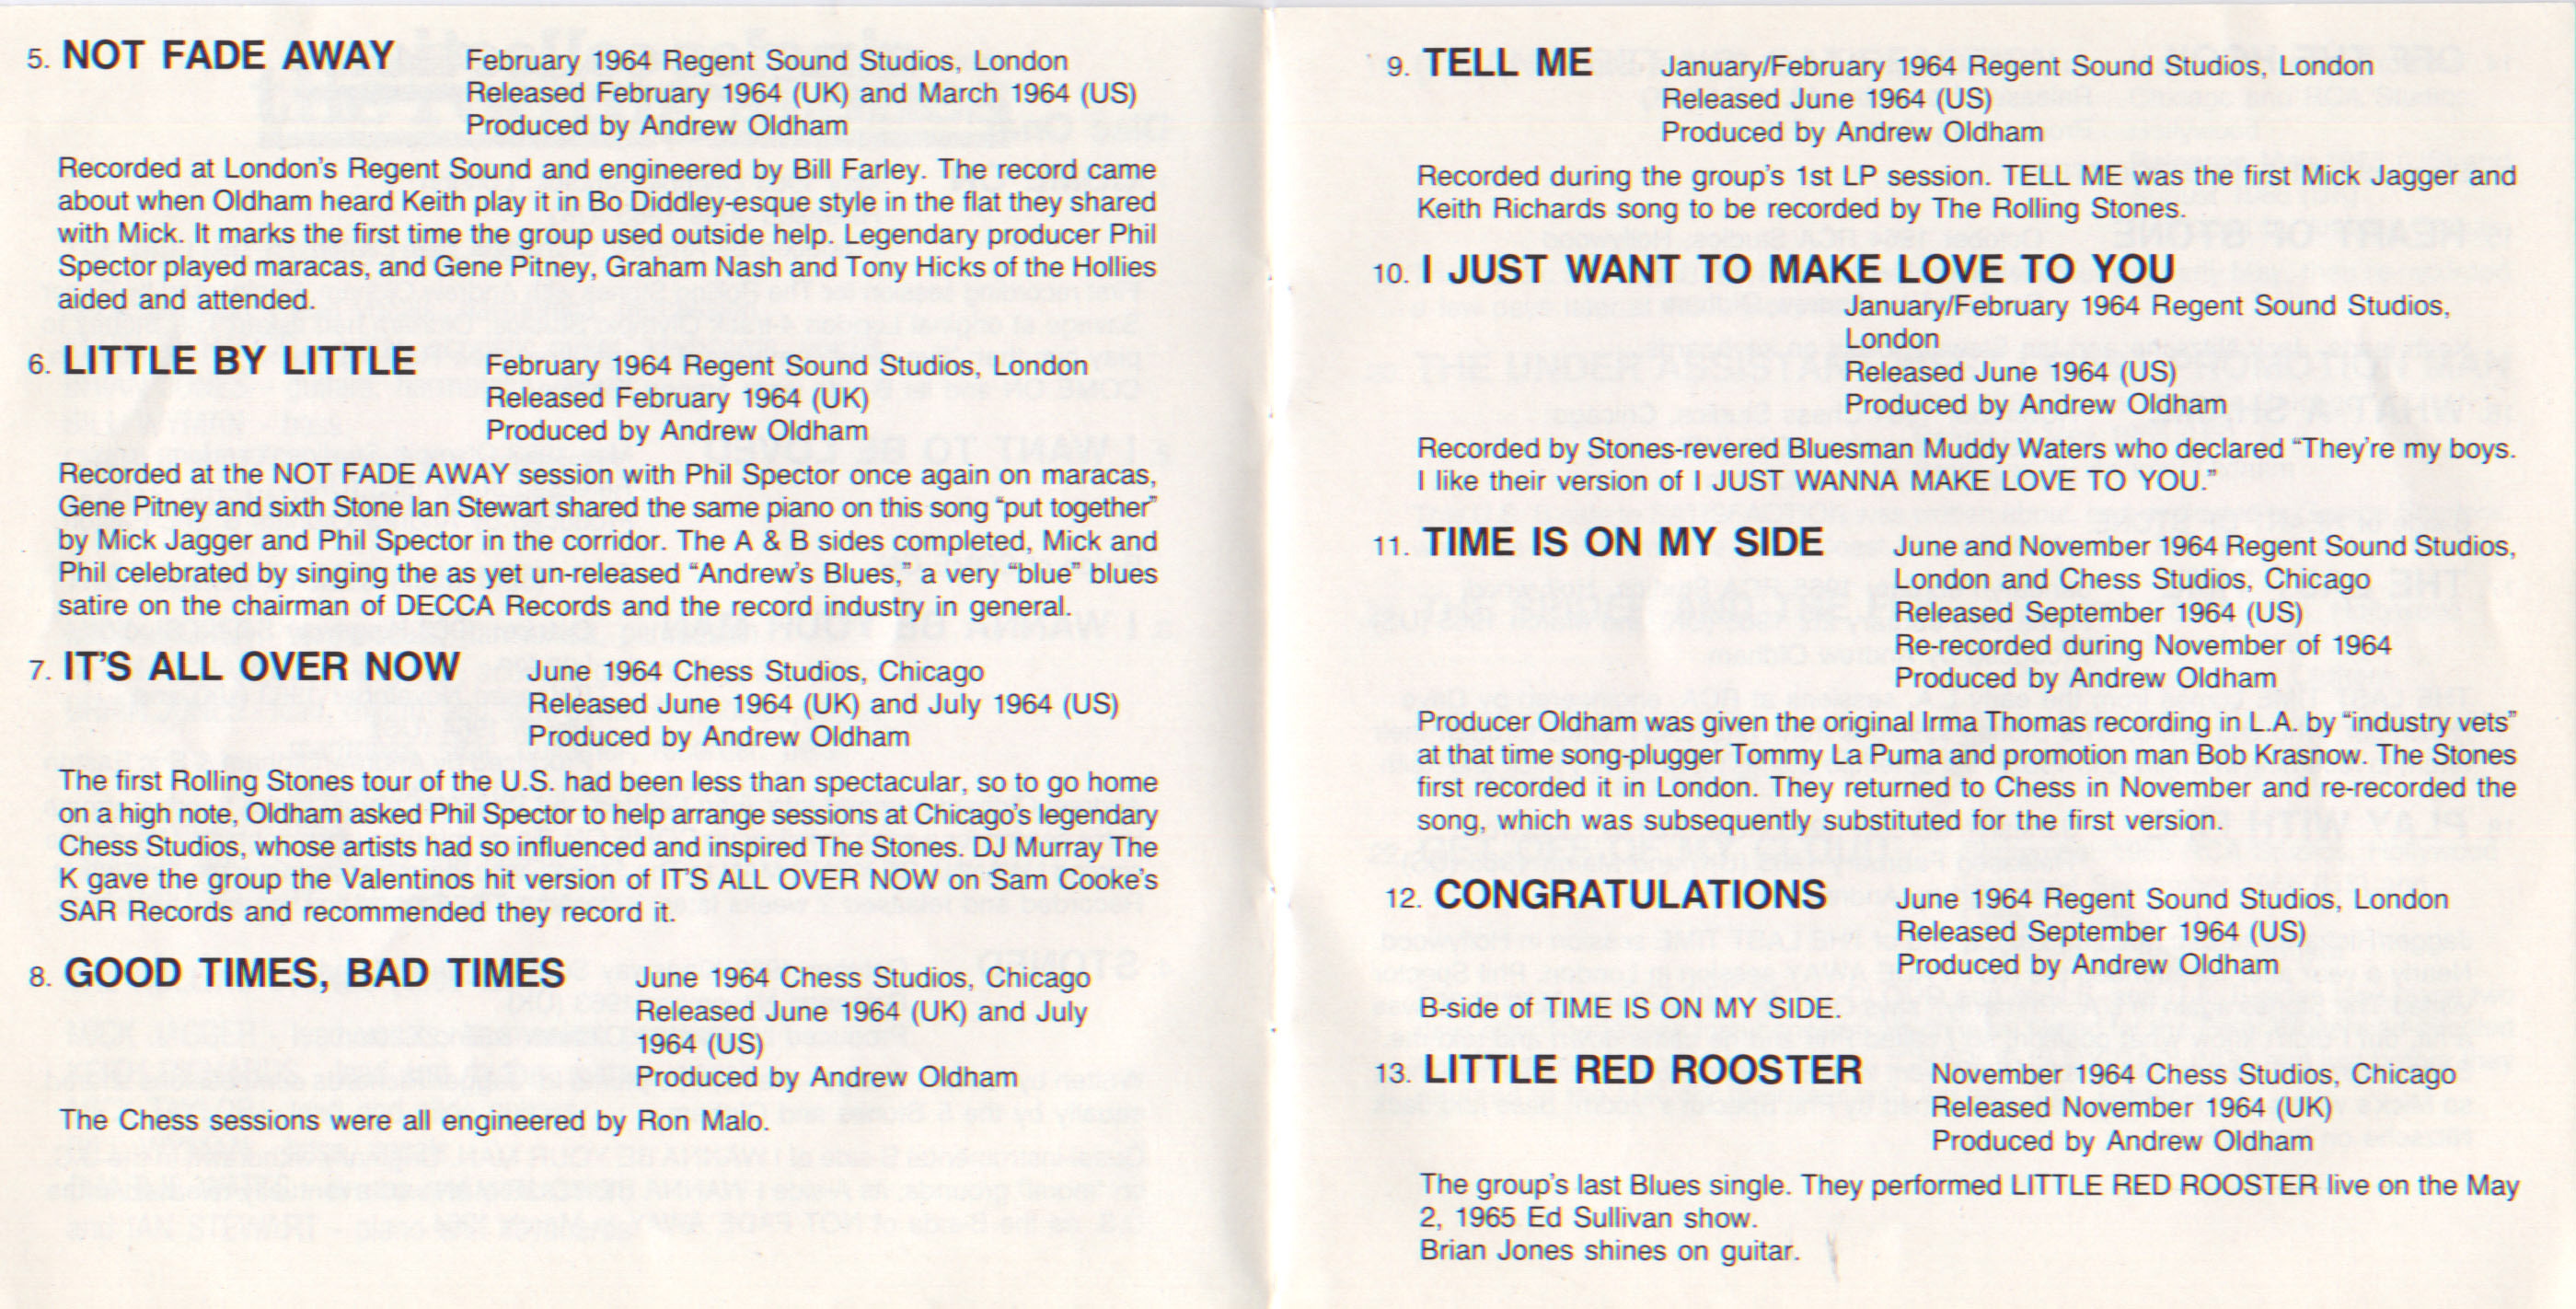 5. NOT FADE AWAY February 1964 Regent Sound Studios, London
Released February 1964 (UK) and March 1964 (US)
Produced by Andrew Oldham
Recorded at London's Regent Sound and engineered by Bill Farley. The record came
about when Oldham heard Keith play it in Bo Diddley-esque style in the flat they shared
with Mick. It marks the first time the group used outside help. Legendary producer Phil
Spector played maracas, and Gene Pitney, Graham Nash and Tony Hicks of the Hollies
aided and attended.
6. LITTLE BY LITTLE February 1964 Regent Sound Studios, London
Released February 1964 (UK)
Produced by Andrew Oldham
Recorded at the NOT FADE AWAY session with Phil Spector once again on maracas,
Gene Pitney and sixth Stone Ian Stewart shared the same piano on this song “put together”
by Mick Jagger and Phil Spector in the corridor. The A & B sides completed, Mick and
Phil celebrated by singing the as yet un-released “Andrew's Blues,” a very “blue” blues
satire on the chairman of DECCA Records and the record industry in general.
7. IT'S ALL OVER NOW June 1964 Chess Studios, Chicago
Released June 1964 (UK) and July 1964 (US)
Produced by Andrew Oldham
The first Rolling Stones tour of the U.S. had been less than spectacular, so to go home
on a high note, Oldham asked Phil Spector to help arrange sessions at Chicago's legendary
Chess Studios, whose artists had so influenced and inspired The Stones. DJ Murray The
K gave the group the Valentinos hit version of IT'S ALL OVER NOW on Sam Cooke's
SAR Records and recommended they record it.
8. GOOD TIMES, BAD TIMES June 1964 Chess Studios, Chicago
Released June 1964 (UK) and July
1964 (US)
Produced by Andrew Oldham
The Chess sessions were all engineered by Ron Malo.
9. TELL ME January/February 1964 Regent Sound Studios, London
Released June 1964 (US)
Produced by Andrew Oldham
Recorded during the group's 1st LP session. TELL ME was the first Mick Jagger and
Keith Richards song to be recorded by The Rolling Stones.
10. I JUST WANT TO MAKE LOVE TO YOU
January/February 1964 Regent Sound Studios,
London
Released June 1964 (US)
Produced by Andrew Oldham
Recorded by Stones-revered Bluesman Muddy Waters who declared “They're my boys.
I like their version of I JUST WANNA MAKE LOVE TO YOU.”
11. TIME IS ON MY SIDE June and November 1964 Regent Sound Studios,
London and Chess Studios, Chicago
Released September 1964 (US)
Re-recorded during November of 1964
Produced by Andrew Oldham
Producer Oldham was given the original Irma Thomas recording in L.A. by “industry vets”
at that time song-plugger Tommy La Puma and promotion man Bob Krasnow. The Stones
first recorded it in London. They returned to Chess in November and re-recorded the
song, which was subsequently substituted for the first version.
12. CONGRATULATIONS June 1964 Regent Sound Studios, London
Released September 1964 (US)
Produced by Andrew Oldham
B-side of TIME IS ON MY SIDE.
13. LITTLE RED ROOSTER November 1964 Chess Studios, Chicago
Released November 1964 (UK)
Produced by Andrew Oldham
The group's last Blues single. They performed LITTLE RED ROOSTER live on the May
2, 1965 Ed Sullivan show.
Brian Jones shines on guitar.